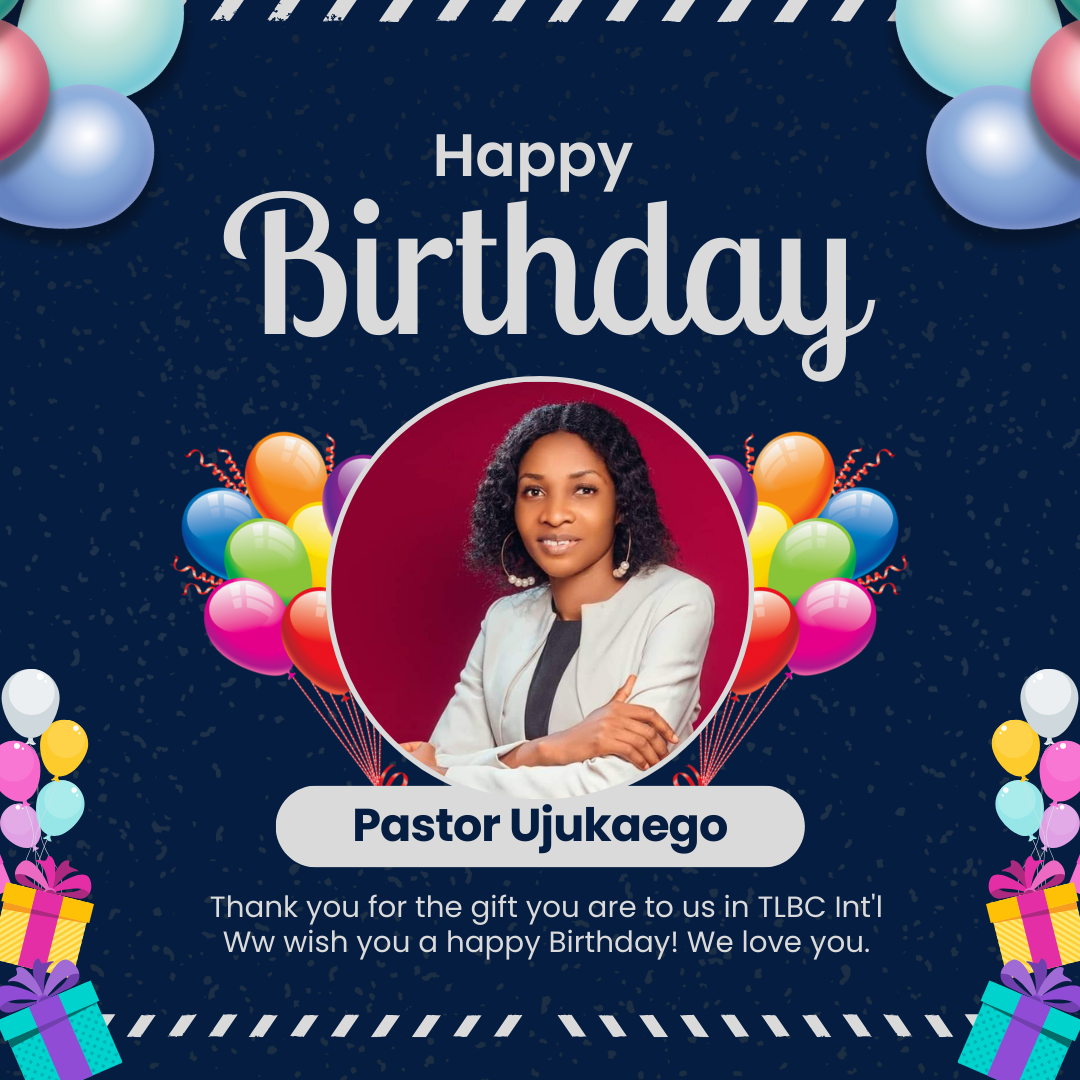 Happy
Birthday
Pastor Ujukaego
Thank you for the gift you are to us in TLBC Int'l
Ww wish you a happy Birthday! We love you.